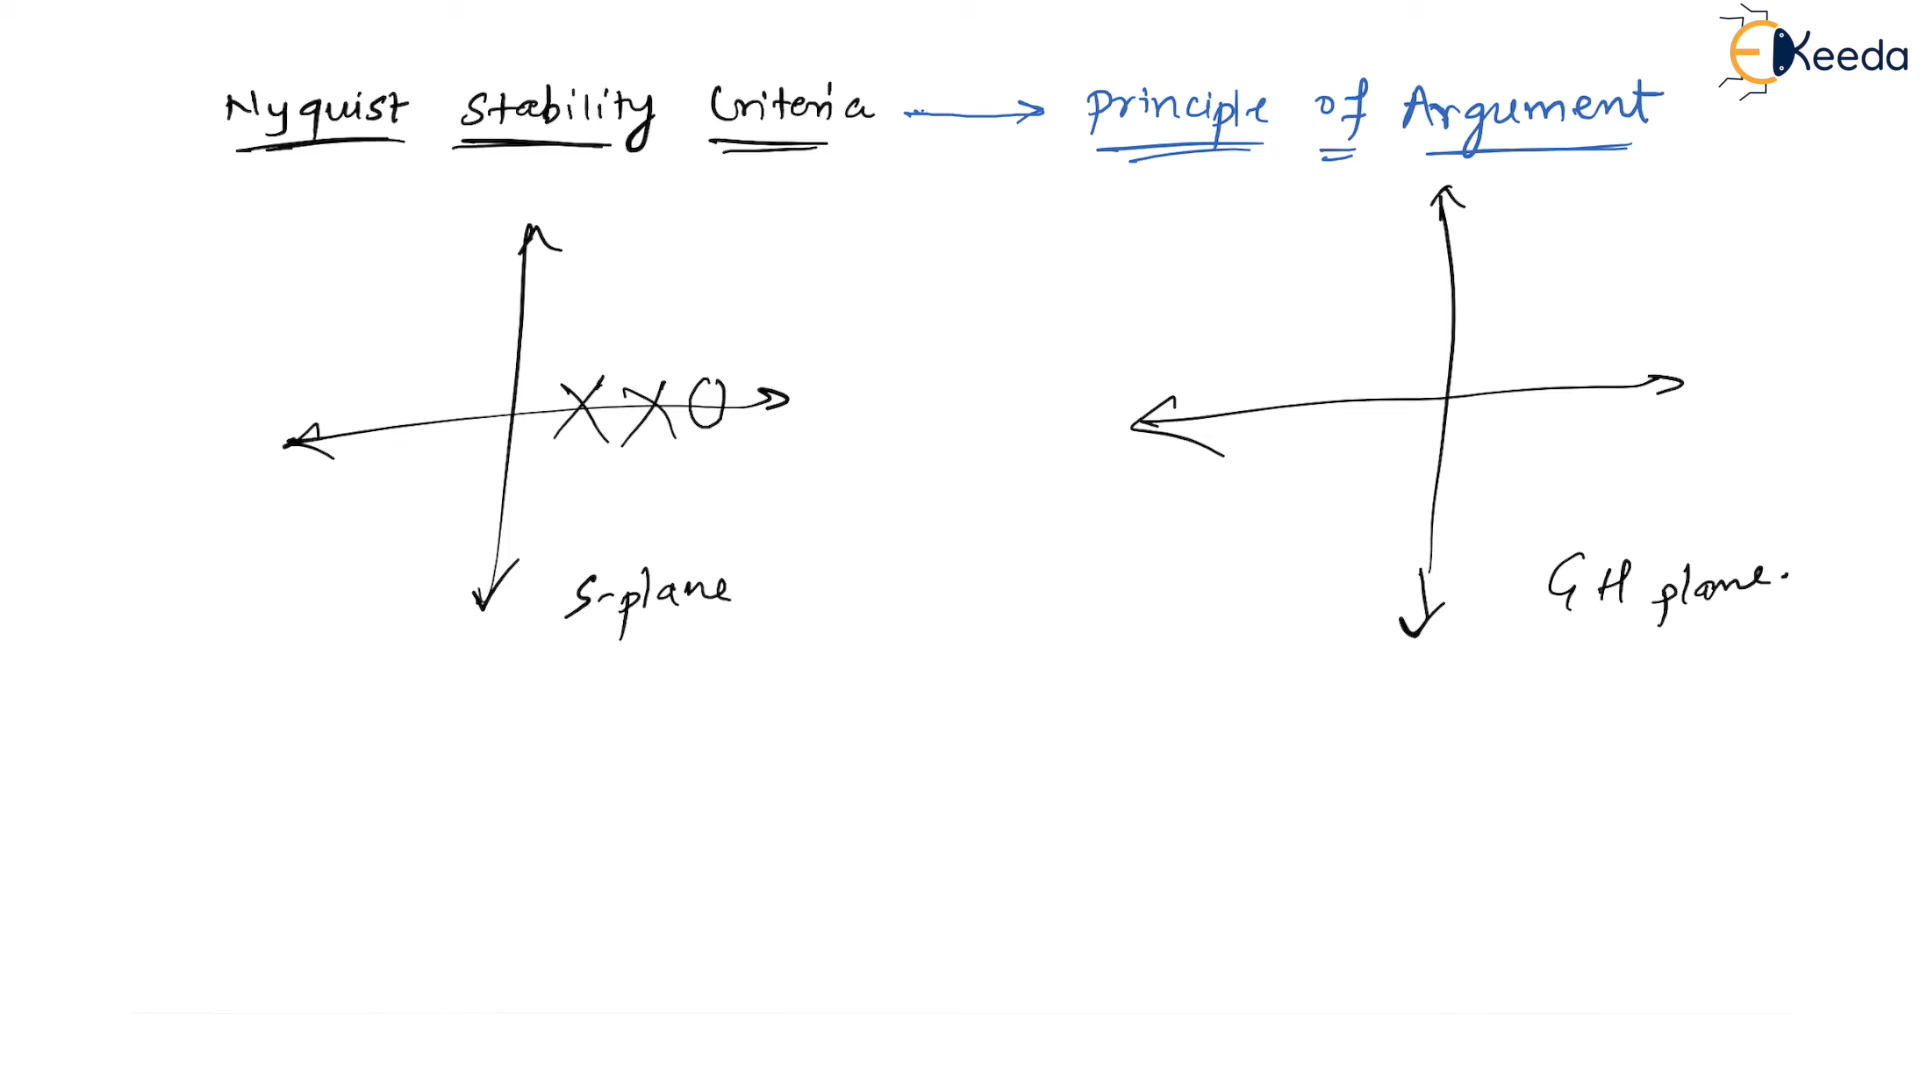 EKeeda
Nyquist Stability Criteria → Principle of Argument
S-plane
GH plane.